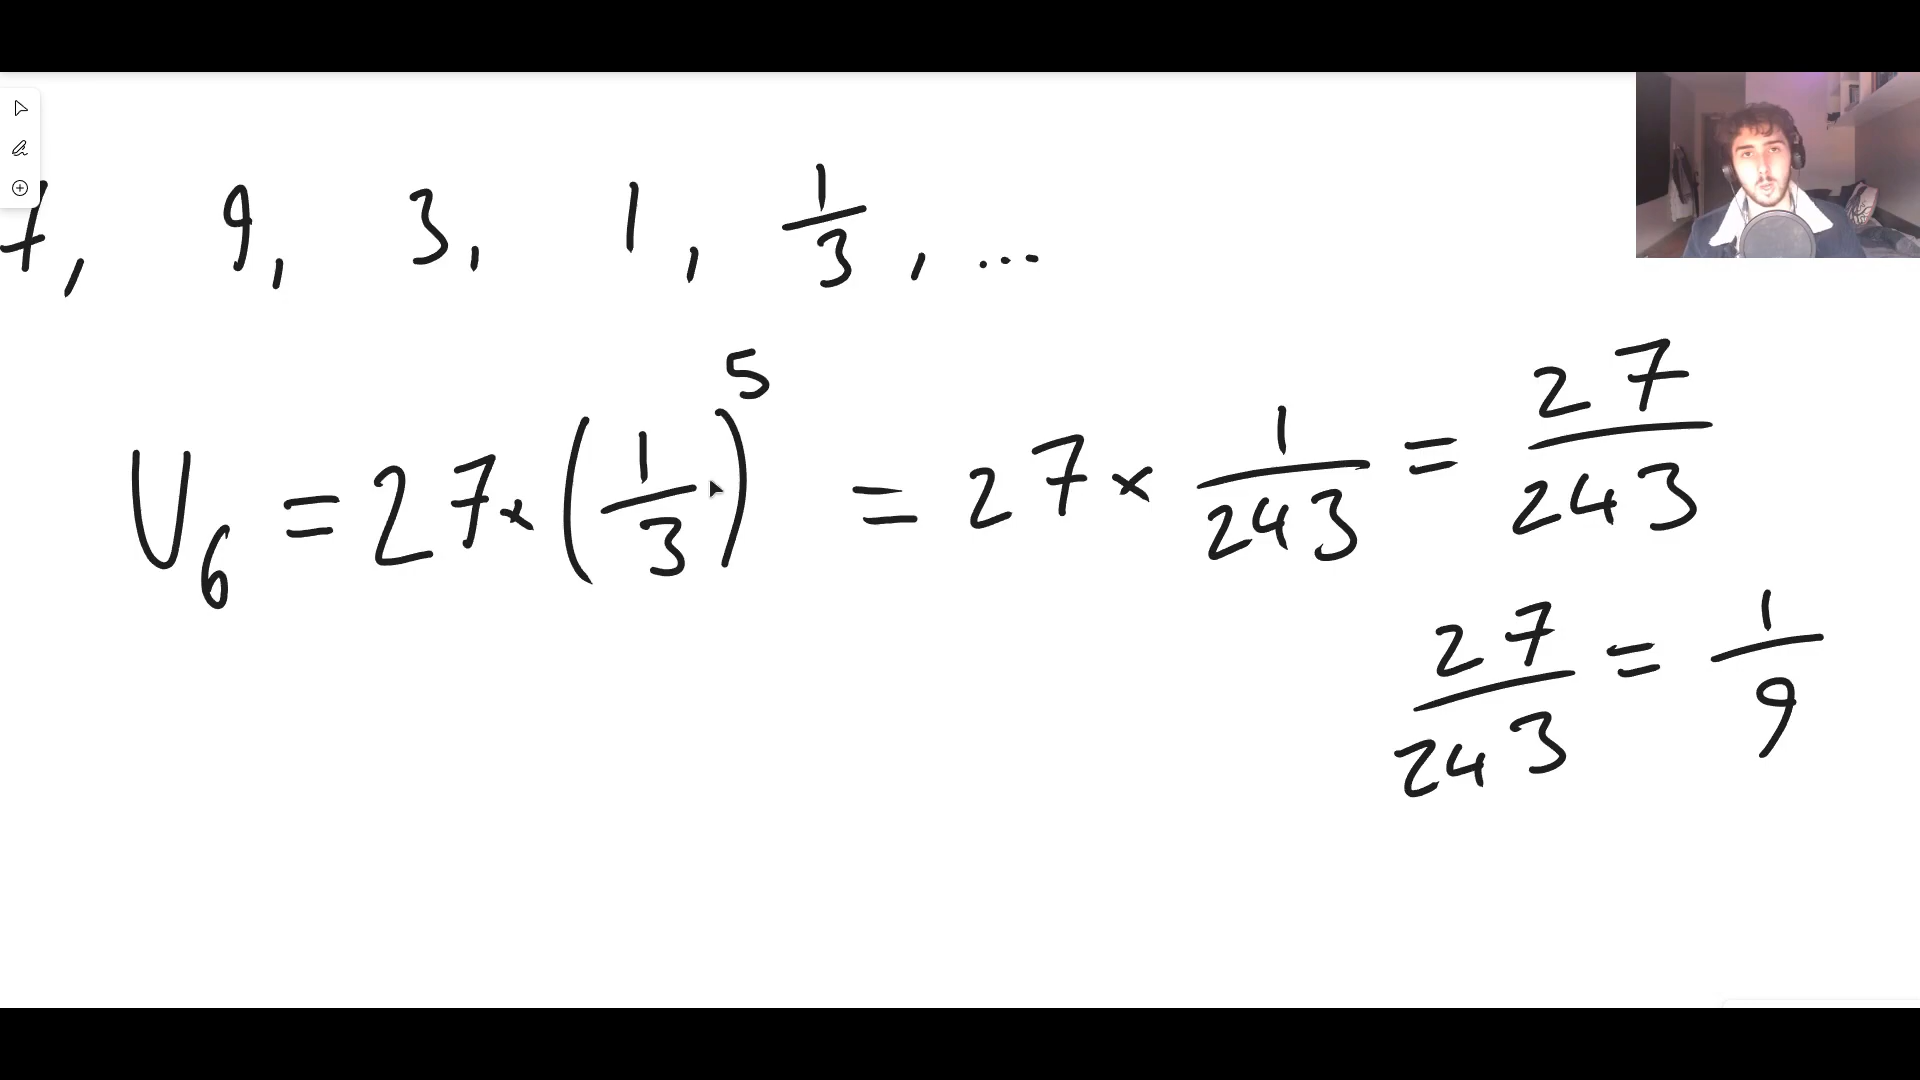 7, 9, 3, 1, 1/3, ...
U₆ = 27 × (1/3)⁵ = 27 × 1/243 = 27/243
27/243 = 1/9